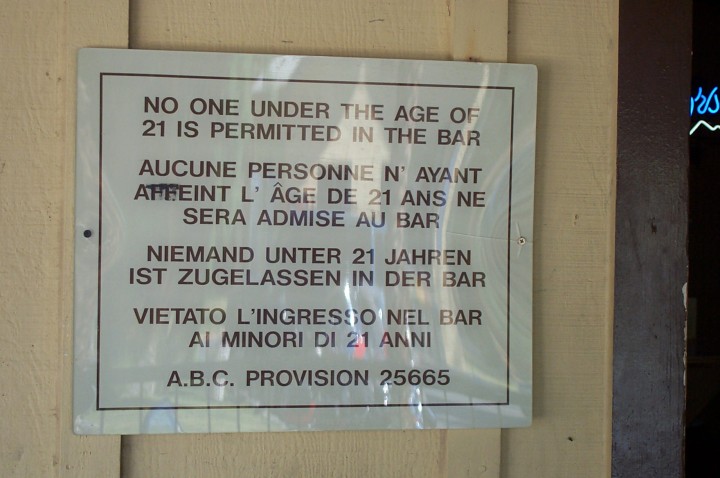 NO ONE UNDER THE AGE OF
21 IS PERMITTED IN THE BAR
AUCUNE PERSONNE N' AYANT
ATTEINT L' ÂGE DE 21 ANS NE
SERA ADMISE AU BAR
NIEMAND UNTER 21 JAHREN
IST ZUGELASSEN IN DER BAR
VIETATO L'INGRESSO NEL BAR
AI MINORI DI 21 ANNI
A.B.C. PROVISION 25665